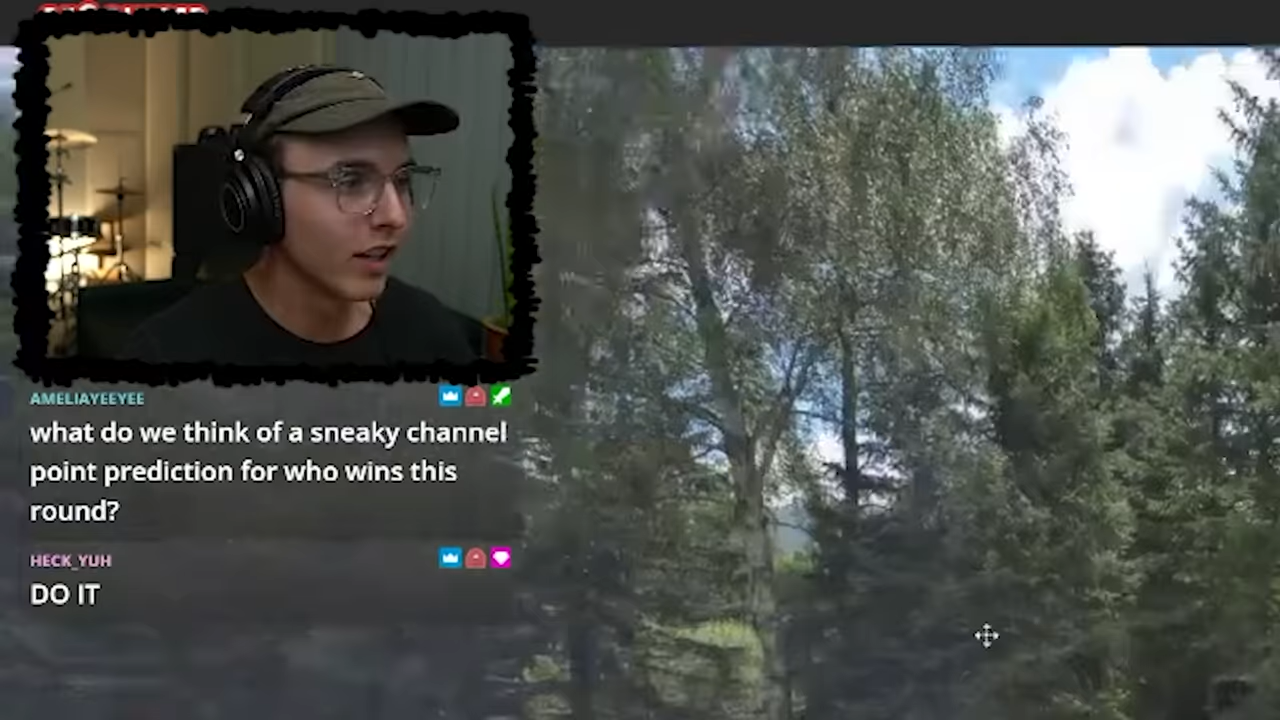 AMELIAYEEYEE
what do we think of a sneaky channel
point prediction for who wins this
round?
HECK_YUH
DO IT